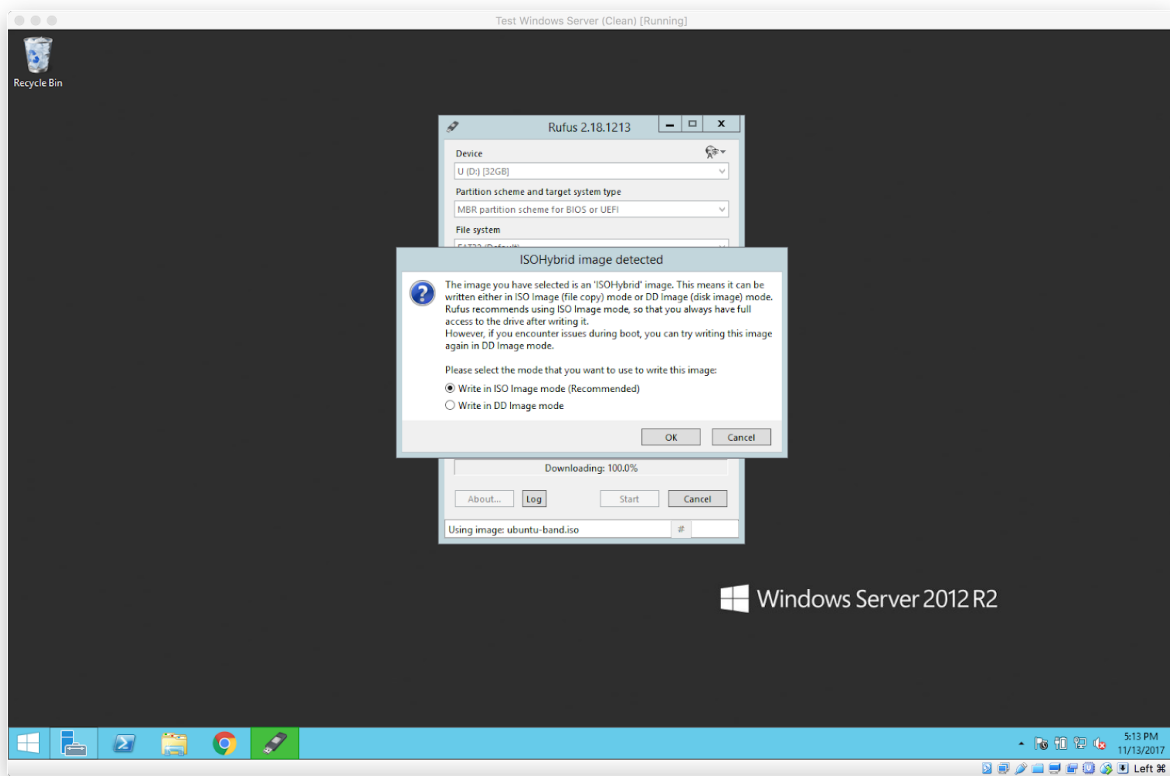 Test Windows Server (Clean) [Running]
Recycle Bin
Rufus 2.18.1213
Device
U (D:) [32GB]
Partition scheme and target system type
MBR partition scheme for BIOS or UEFI
File system
FAT32 (Default)
ISOHybrid image detected
The image you have selected is an 'ISOHybrid' image. This means it can be
written either in ISO Image (file copy) mode or DD Image (disk image) mode.
Rufus recommends using ISO Image mode, so that you always have full
access to the drive after writing it.
However, if you encounter issues during boot, you can try writing this image
again in DD Image mode.
Please select the mode that you want to use to write this image:
Write in ISO Image mode (Recommended)
Write in DD Image mode
OK Cancel
Downloading: 100.0%
About... Log Start Cancel
Using image: ubuntu-band.iso #
Windows Server 2012 R2
5:13 PM
11/13/2017
Left ⌘